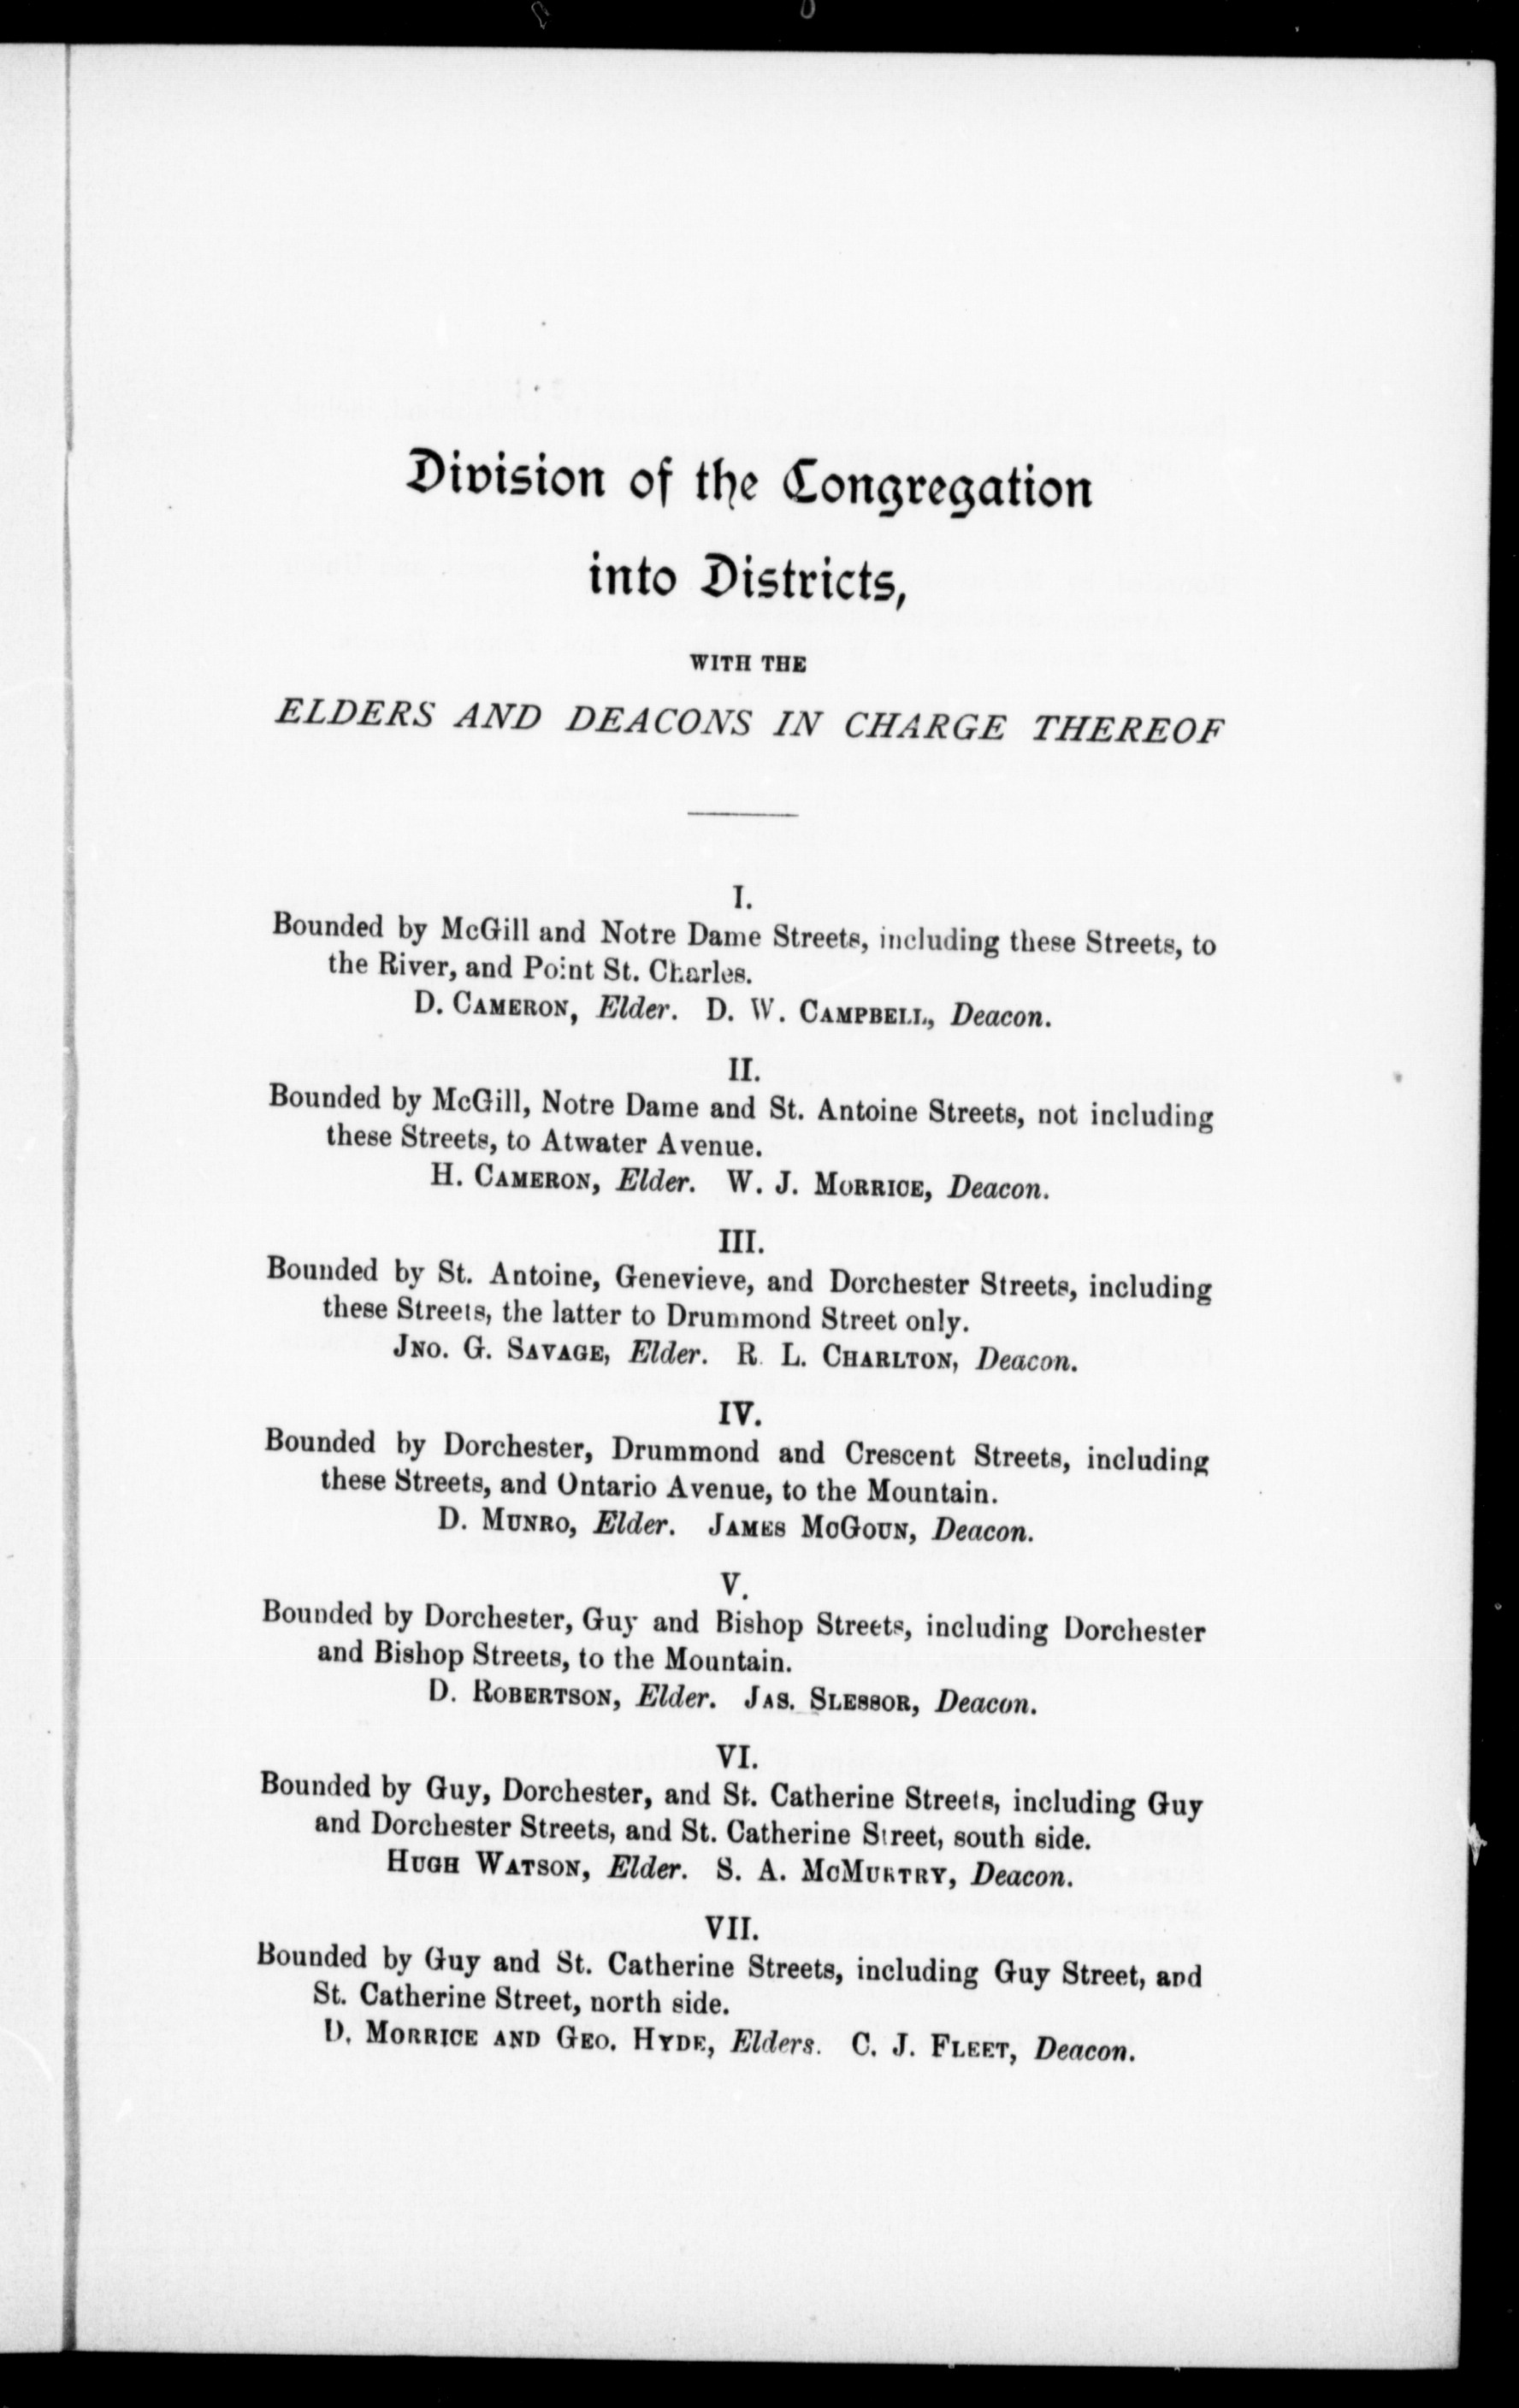 Division of the Congregation
into Districts,
WITH THE
ELDERS AND DEACONS IN CHARGE THEREOF
I.
Bounded by McGill and Notre Dame Streets, including these Streets, to
the River, and Point St. Charles.
D. CAMERON, Elder. D. W. CAMPBELL, Deacon.
II.
Bounded by McGill, Notre Dame and St. Antoine Streets, not including
these Streets, to Atwater Avenue.
H. CAMERON, Elder. W. J. MORRICE, Deacon.
III.
Bounded by St. Antoine, Genevieve, and Dorchester Streets, including
these Streets, the latter to Drummond Street only.
JNO. G. SAVAGE, Elder. R. L. CHARLTON, Deacon.
IV.
Bounded by Dorchester, Drummond and Crescent Streets, including
these Streets, and Ontario Avenue, to the Mountain.
D. MUNRO, Elder. JAMES MCGOUN, Deacon.
V.
Bounded by Dorchester, Guy and Bishop Streets, including Dorchester
and Bishop Streets, to the Mountain.
D. ROBERTSON, Elder. JAS. SLESSOR, Deacon.
VI.
Bounded by Guy, Dorchester, and St. Catherine Streets, including Guy
and Dorchester Streets, and St. Catherine Street, south side.
HUGH WATSON, Elder. S. A. MCMURTRY, Deacon.
VII.
Bounded by Guy and St. Catherine Streets, including Guy Street, and
St. Catherine Street, north side.
D. MORRICE AND GEO. HYDE, Elders. C. J. FLEET, Deacon.